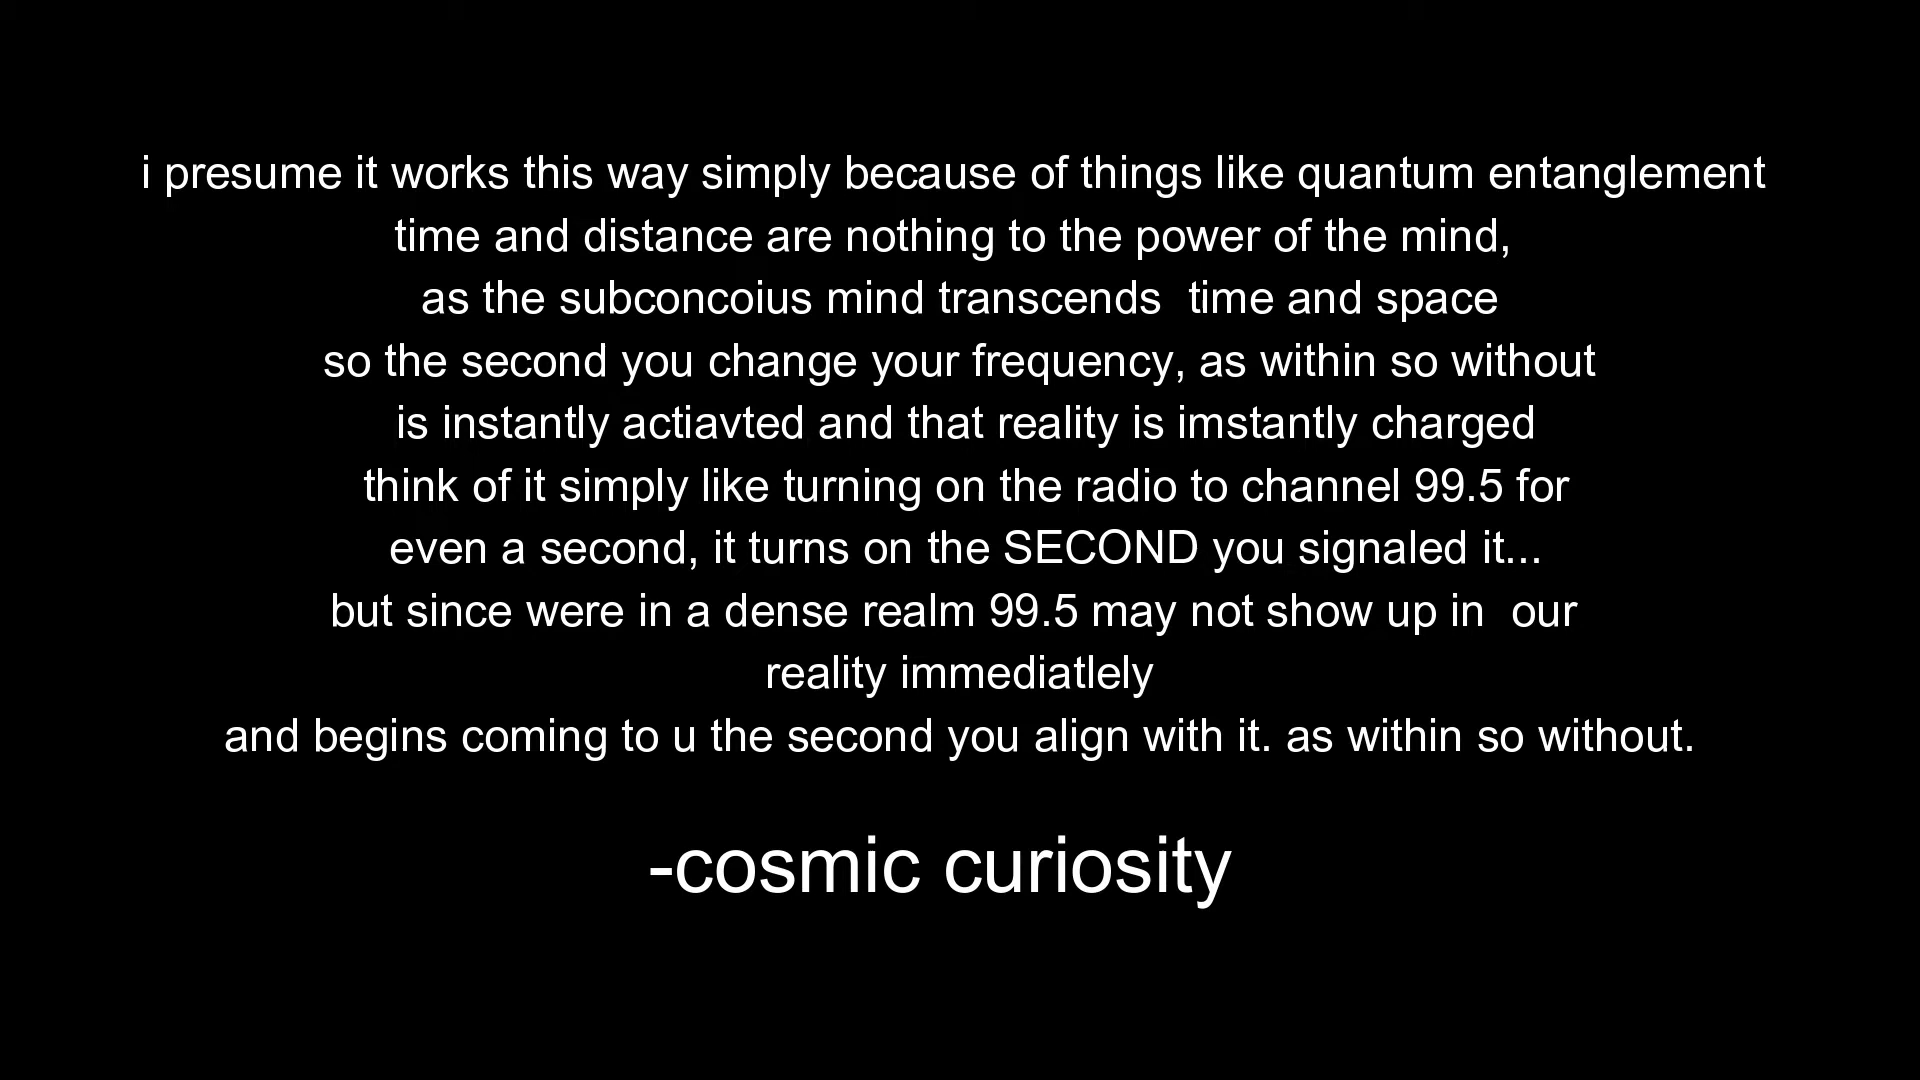 i presume it works this way simply because of things like quantum entanglement
time and distance are nothing to the power of the mind,
as the subconcoius mind transcends  time and space
so the second you change your frequency, as within so without
is instantly actiavted and that reality is imstantly charged
think of it simply like turning on the radio to channel 99.5 for
even a second, it turns on the SECOND you signaled it...
but since were in a dense realm 99.5 may not show up in  our
reality immediatlely
and begins coming to u the second you align with it. as within so without.
-cosmic curiosity